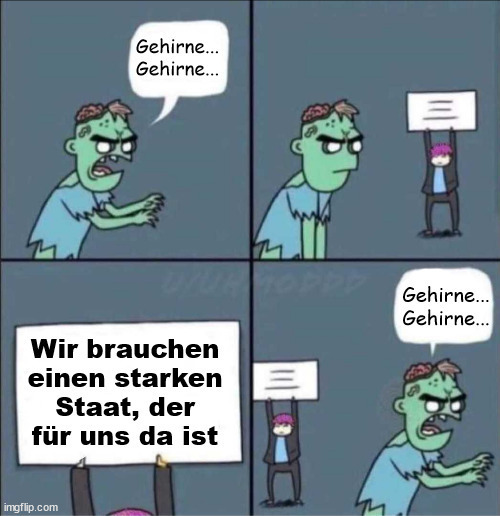 Gehirne...
Gehirne...
Wir brauchen
einen starken
Staat, der
für uns da ist
Gehirne...
Gehirne...
imgflip.com